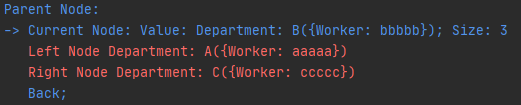 Parent Node:
-> Current Node: Value: Department: B({Worker: bbbbb}); Size: 3
Left Node Department: A({Worker: aaaaa})
Right Node Department: C({Worker: ccccc})
Back;